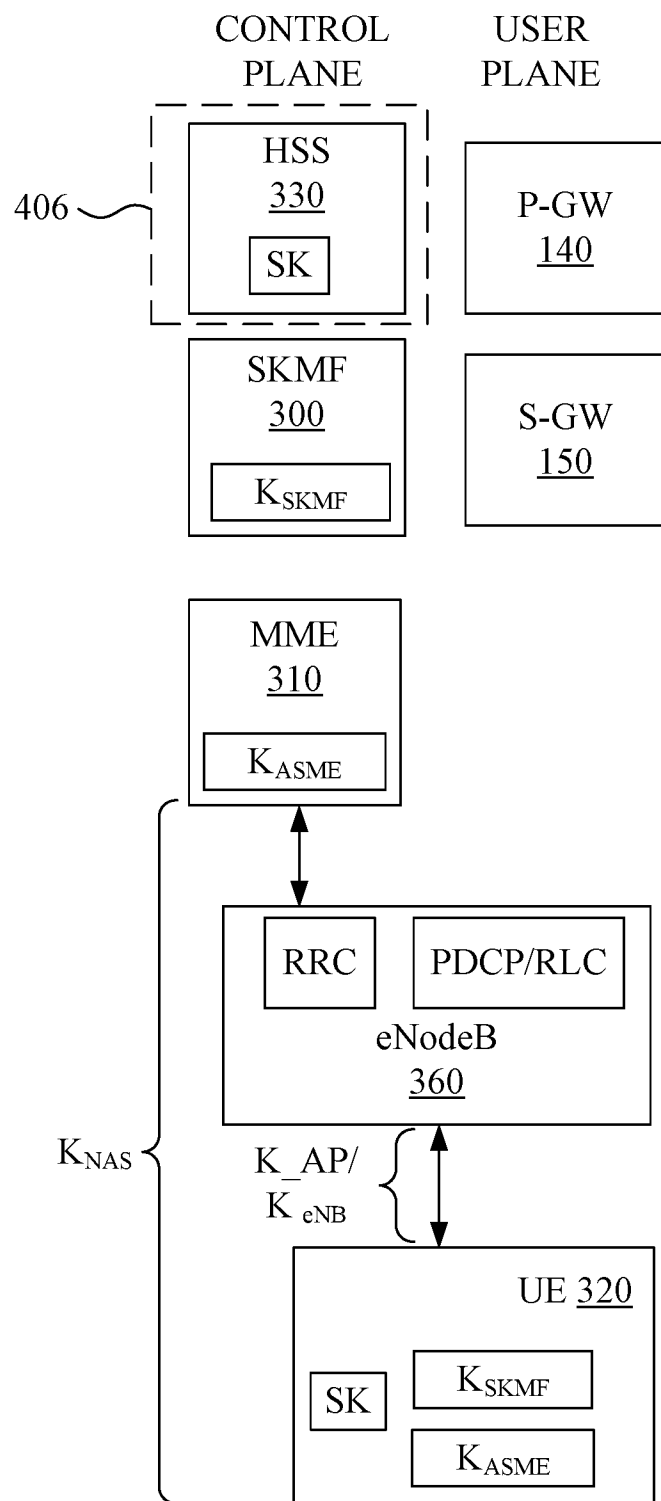 CONTROL PLANE
USER PLANE
406
HSS
330
SK
P-GW
140
SKMF
300
K_SKMF
S-GW
150
MME
310
K_ASME
RRC
PDCP/RLC
eNodeB
360
K_NAS
K_AP/
K eNB
UE 320
SK
K_SKMF
K_ASME